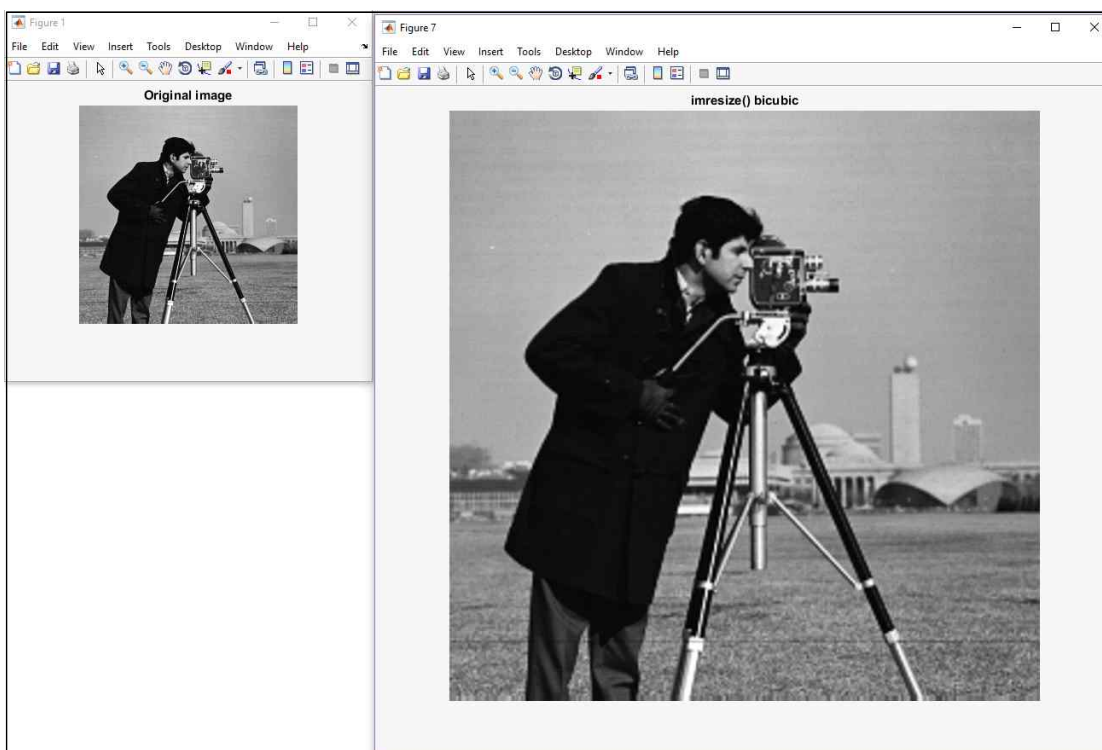 Figure 1
File Edit View Insert Tools Desktop Window Help
Original image
Figure 7
File Edit View Insert Tools Desktop Window Help
imresize() bicubic